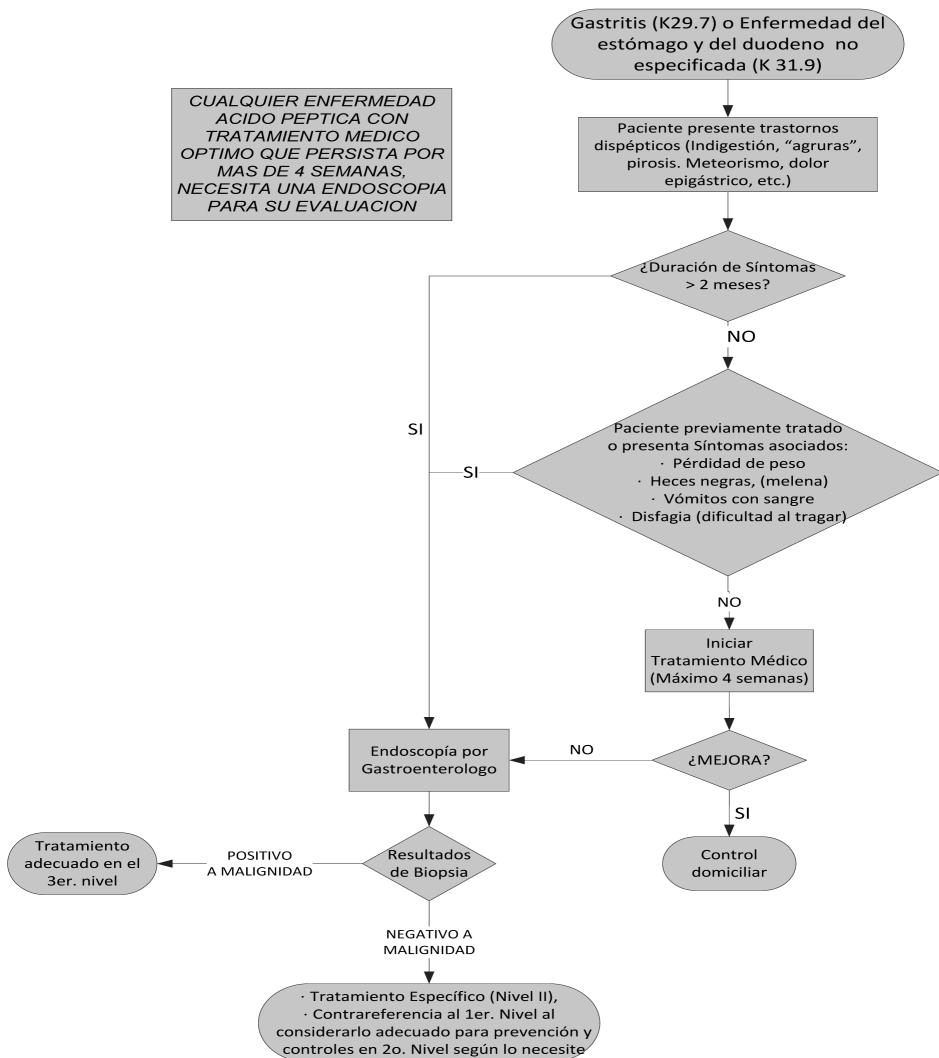 Gastritis (K29.7) o Enfermedad del
estómago y del duodeno no
especificada (K 31.9)
CUALQUIER ENFERMEDAD
ACIDO PEPTICA CON
TRATAMIENTO MEDICO
OPTIMO QUE PERSISTA POR
MAS DE 4 SEMANAS,
NECESITA UNA ENDOSCOPIA
PARA SU EVALUACION
Paciente presente trastornos
dispépticos (Indigestión, “agruras”,
pirosis. Meteorismo, dolor
epigástrico, etc.)
¿Duración de Síntomas
> 2 meses?
NO
SI
Paciente previamente tratado
o presenta Síntomas asociados:
· Pérdida de peso
· Heces negras, (melena)
· Vómitos con sangre
· Disfagia (dificultad al tragar)
SI
NO
Iniciar
Tratamiento Médico
(Máximo 4 semanas)
Endoscopía por
Gastroenterologo
NO
¿MEJORA?
SI
Control
domiciliar
Resultados
de Biopsia
POSITIVO
A MALIGNIDAD
Tratamiento
adecuado en el
3er. nivel
NEGATIVO A
MALIGNIDAD
· Tratamiento Específico (Nivel II),
· Contrareferencia al 1er. Nivel al
considerarlo adecuado para prevención y
controles en 2o. Nivel según lo necesite